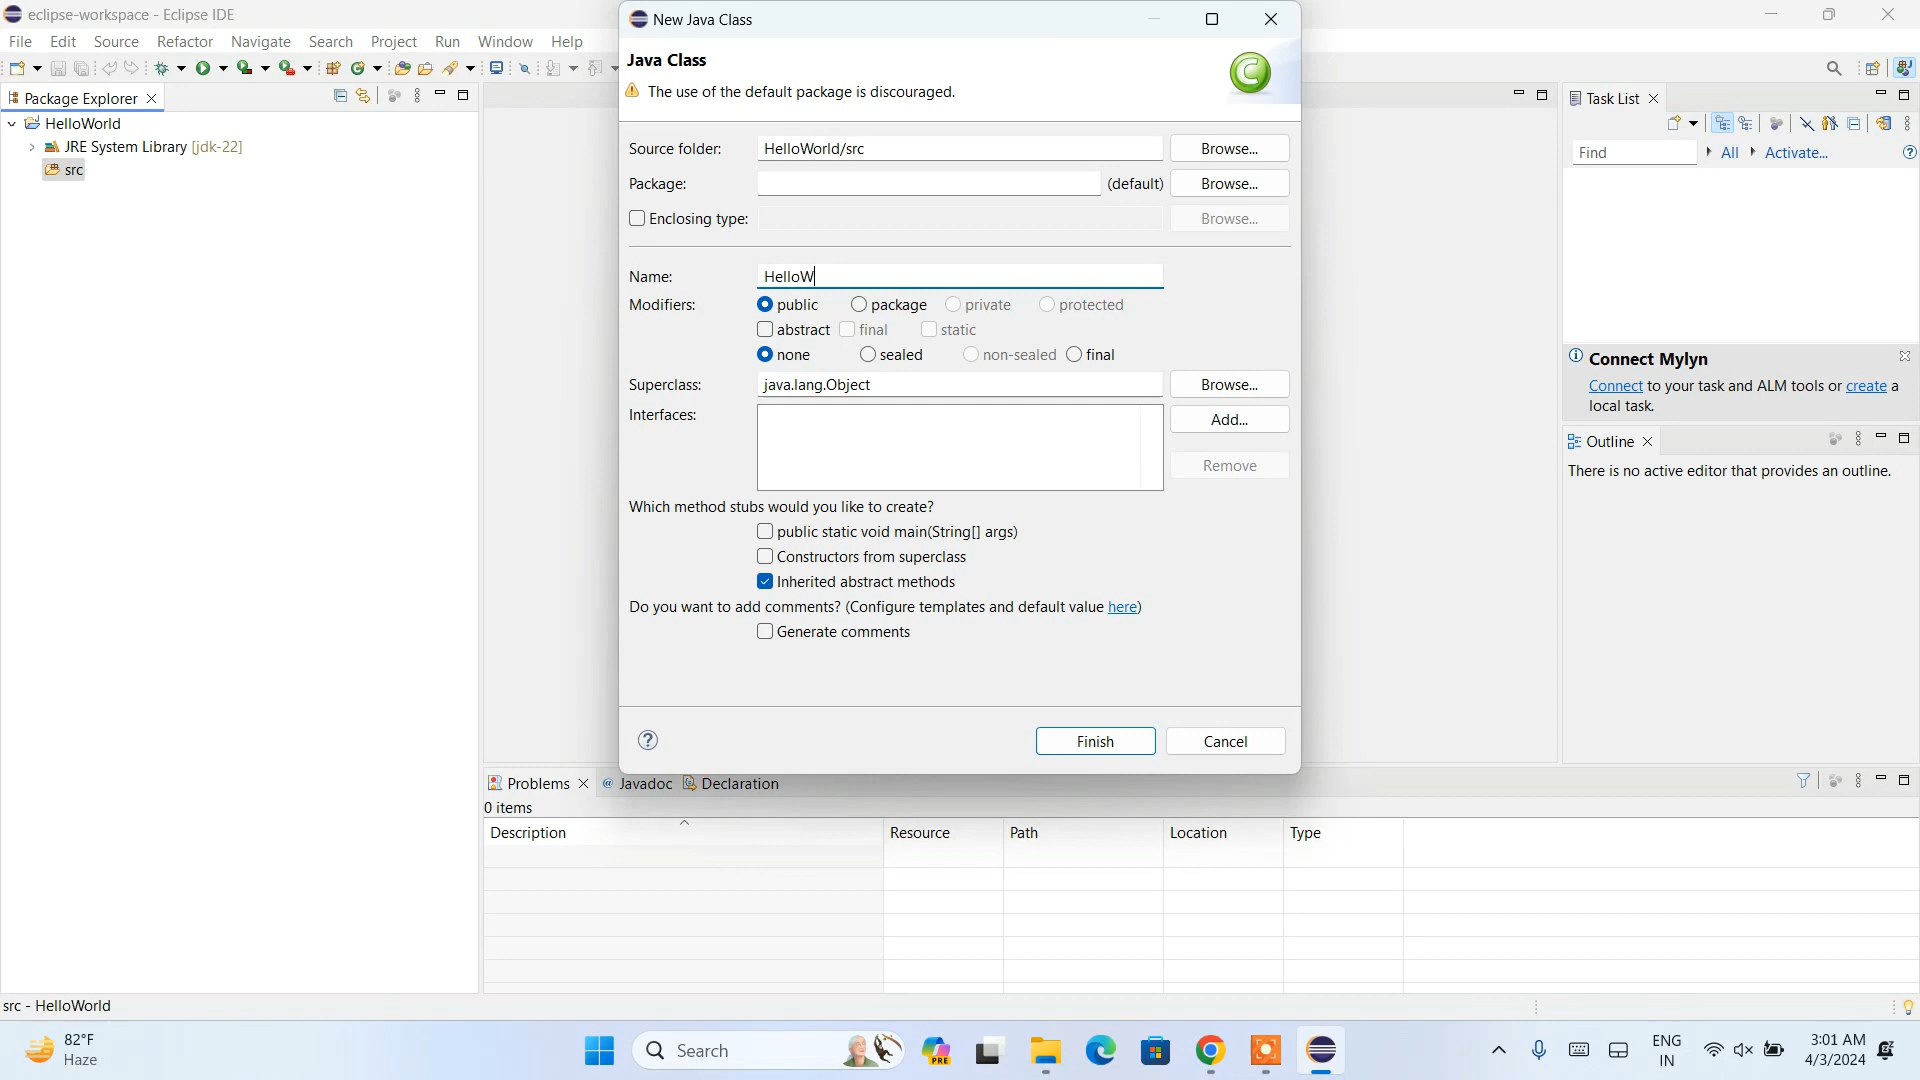 eclipse-workspace - Eclipse IDE
File Edit Source Refactor Navigate Search Project Run Window Help
Package Explorer
HelloWorld
JRE System Library [jdk-22]
src
New Java Class
Java Class
The use of the default package is discouraged.
Source folder: HelloWorld/src Browse...
Package: (default) Browse...
Enclosing type: Browse...
Name: HelloW
Modifiers: public package private protected
abstract final static
none sealed non-sealed final
Superclass: java.lang.Object Browse...
Interfaces: Add...
Remove
Which method stubs would you like to create?
public static void main(String[] args)
Constructors from superclass
Inherited abstract methods
Do you want to add comments? (Configure templates and default value here)
Generate comments
Finish Cancel
Task List
Find All Activate...
Connect Mylyn
Connect to your task and ALM tools or create a
local task.
Outline
There is no active editor that provides an outline.
Problems Javadoc Declaration
0 items
Description Resource Path Location Type
src - HelloWorld
82°F
Haze
Search
PRE
ENG
IN
3:01 AM
4/3/2024